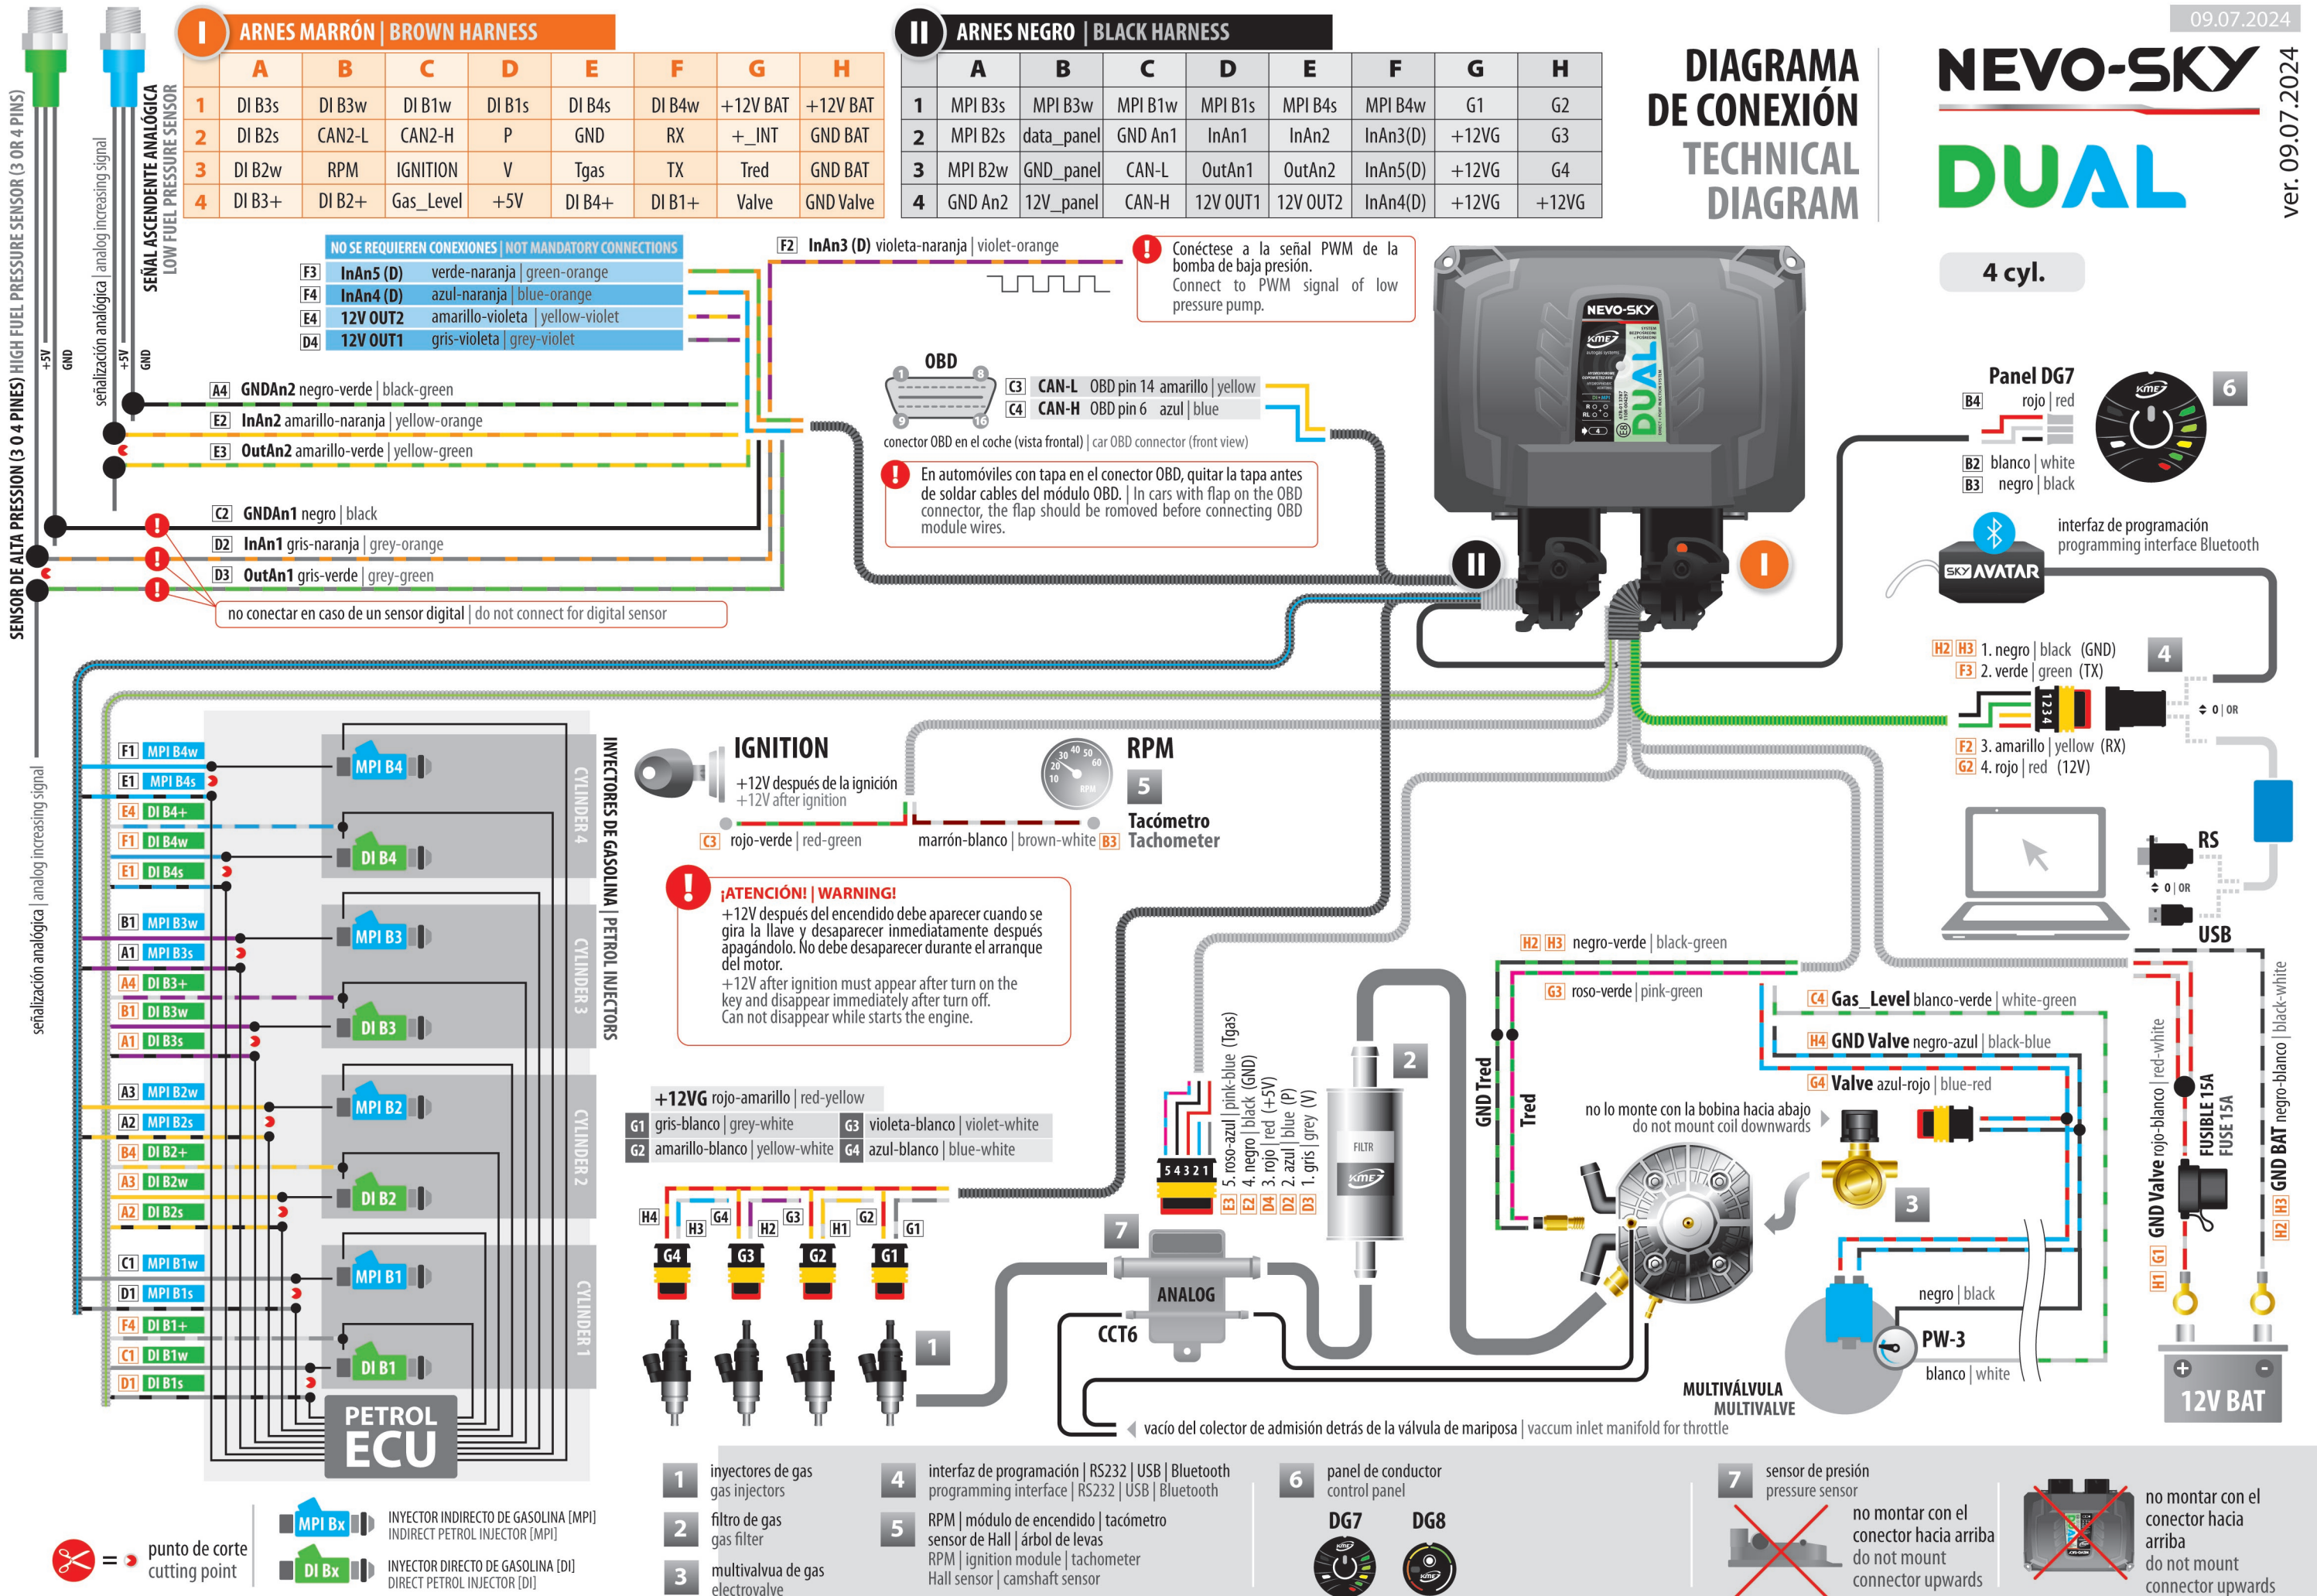 09.07.2024
ver. 09.07.2024
NEVO-SKY
DUAL
4 cyl.
DIAGRAMA
DE CONEXIÓN
TECHNICAL
DIAGRAM
I ARNES MARRÓN | BROWN HARNESS
A B C D E F G H
1 DI B3s DI B3w DI B1w DI B1s DI B4s DI B4w +12V BAT +12V BAT
2 DI B2s CAN2-L CAN2-H P GND RX +_INT GND BAT
3 DI B2w RPM IGNITION V Tgas TX Tred GND BAT
4 DI B3+ DI B2+ Gas_Level +5V DI B4+ DI B1+ Valve GND Valve
II ARNES NEGRO | BLACK HARNESS
A B C D E F G H
1 MPI B3s MPI B3w MPI B1w MPI B1s MPI B4s MPI B4w G1 G2
2 MPI B2s data_panel GND An1 InAn1 InAn2 InAn3(D) +12VG G3
3 MPI B2w GND_panel CAN-L OutAn1 OutAn2 InAn5(D) +12VG G4
4 GND An2 12V_panel CAN-H 12V OUT1 12V OUT2 InAn4(D) +12VG +12VG
SENSOR DE ALTA PRESSION (3 O 4 PINES) HIGH FUEL PRESSURE SENSOR (3 OR 4 PINS)
+5V
GND
señalización analógica | analog increasing signal
señalización analógica | analog increasing signal
+5V
GND
SEÑAL ASCENDENTE ANALÓGICA
LOW FUEL PRESSURE SENSOR
NO SE REQUIEREN CONEXIONES | NOT MANDATORY CONNECTIONS
F3 InAn5 (D) verde-naranja | green-orange
F4 InAn4 (D) azul-naranja | blue-orange
E4 12V OUT2 amarillo-violeta | yellow-violet
D4 12V OUT1 gris-violeta | grey-violet
A4 GNDAn2 negro-verde | black-green
E2 InAn2 amarillo-naranja | yellow-orange
E3 OutAn2 amarillo-verde | yellow-green
C2 GNDAn1 negro | black
D2 InAn1 gris-naranja | grey-orange
D3 OutAn1 gris-verde | grey-green
no conectar en caso de un sensor digital | do not connect for digital sensor
F2 InAn3 (D) violeta-naranja | violet-orange
Conéctese a la señal PWM de la
bomba de baja presión.
Connect to PWM signal of low
pressure pump.
OBD
1 8
9 16
C3 CAN-L OBD pin 14 amarillo | yellow
C4 CAN-H OBD pin 6 azul | blue
conector OBD en el coche (vista frontal) | car OBD connector (front view)
En automóviles con tapa en el conector OBD, quitar la tapa antes
de soldar cables del módulo OBD. | In cars with flap on the OBD
connector, the flap should be romoved before connecting OBD
module wires.
NEVO-SKY
KME
DUAL
II
I
Panel DG7
B4 rojo | red
B2 blanco | white
B3 negro | black
KME
6
interfaz de programación
programming interface Bluetooth
SKY AVATAR
H2 H3 1. negro | black (GND)
F3 2. verde | green (TX)
4
1 2 3 4
O | OR
F2 3. amarillo | yellow (RX)
G2 4. rojo | red (12V)
RS
O | OR
USB
F1 MPI B4w
E1 MPI B4s
E4 DI B4+
F1 DI B4w
E1 DI B4s
B1 MPI B3w
A1 MPI B3s
A4 DI B3+
B1 DI B3w
A1 DI B3s
A3 MPI B2w
A2 MPI B2s
B4 DI B2+
A3 DI B2w
A2 DI B2s
C1 MPI B1w
D1 MPI B1s
F4 DI B1+
C1 DI B1w
D1 DI B1s
MPI B4
DI B4
MPI B3
DI B3
MPI B2
DI B2
MPI B1
DI B1
CYLINDER 4
CYLINDER 3
CYLINDER 2
CYLINDER 1
INYECTORES DE GASOLINA | PETROL INJECTORS
PETROL
ECU
IGNITION
+12V después de la ignición
+12V after ignition
C3 rojo-verde | red-green
marrón-blanco | brown-white B3
10 20 30 40 50 60
RPM
RPM
5
Tacómetro
Tachometer
¡ATENCIÓN! | WARNING!
+12V después del encendido debe aparecer cuando se
gira la llave y desaparecer inmediatamente después
apagándolo. No debe desaparecer durante el arranque
del motor.
+12V after ignition must appear after turn on the
key and disappear immediately after turn off.
Can not disappear while starts the engine.
+12VG rojo-amarillo | red-yellow
G1 gris-blanco | grey-white G3 violeta-blanco | violet-white
G2 amarillo-blanco | yellow-white G4 azul-blanco | blue-white
H4 H3 G4 H2 G3 H1 G2 G1
G4 G3 G2 G1
1
5 4 3 2 1
E3 5. roso-azul | pink-blue (Tgas)
E2 4. negro | black (GND)
D4 3. rojo | red (+5V)
D2 2. azul | blue (P)
D3 1. gris | grey (V)
7
ANALOG
CCT6
FILTR
KME
2
H2 H3 negro-verde | black-green
G3 roso-verde | pink-green
GND Tred
Tred
C4 Gas_Level blanco-verde | white-green
H4 GND Valve negro-azul | black-blue
G4 Valve azul-rojo | blue-red
no lo monte con la bobina hacia abajo
do not mount coil downwards
3
negro | black
PW-3
blanco | white
MULTIVÁLVULA
MULTIVALVE
H1 G1 GND Valve rojo-blanco | red-white
FUSIBLE 15A
FUSE 15A
H2 H3 GND BAT negro-blanco | black-white
+ -
12V BAT
vacío del colector de admisión detrás de la válvula de mariposa | vaccum inlet manifold for throttle
= punto de corte
cutting point
MPI Bx INYECTOR INDIRECTO DE GASOLINA [MPI]
INDIRECT PETROL INJECTOR [MPI]
DI Bx INYECTOR DIRECTO DE GASOLINA [DI]
DIRECT PETROL INJECTOR [DI]
1 inyectores de gas
gas injectors
2 filtro de gas
gas filter
3 multivalvua de gas
electrovalve
4 interfaz de programación | RS232 | USB | Bluetooth
programming interface | RS232 | USB | Bluetooth
5 RPM | módulo de encendido | tacómetro
sensor de Hall | árbol de levas
RPM | ignition module | tachometer
Hall sensor | camshaft sensor
6 panel de conductor
control panel
DG7 DG8
7 sensor de presión
pressure sensor
no montar con el
conector hacia arriba
do not mount
connector upwards
no montar con el
conector hacia
arriba
do not mount
connector upwards